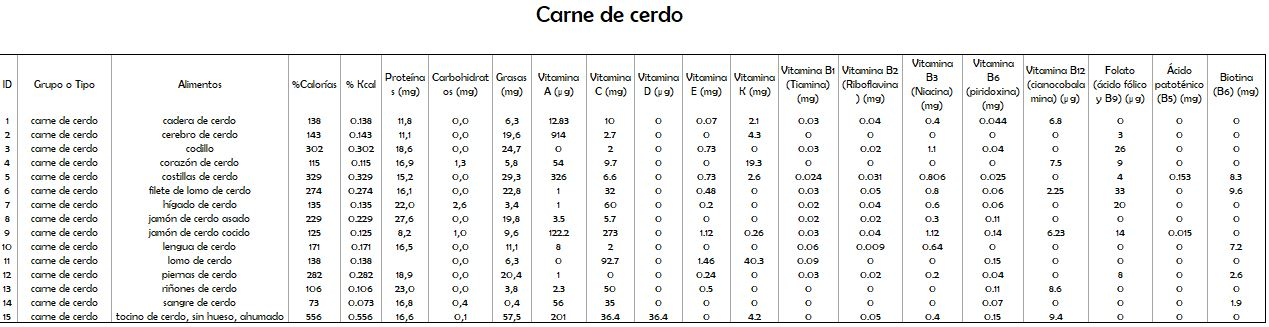 Carne de cerdo
ID Grupo o Tipo Alimentos %Calorías % Kcal Proteínas (mg) Carbohidratos (mg) Grasas (mg) Vitamina A (µg) Vitamina C (mg) Vitamina D (µg) Vitamina E (mg) Vitamina K (mg) Vitamina B1 (Tiamina) (mg) Vitamina B2 (Riboflavina) (mg) Vitamina B3 (Niacina) (mg) Vitamina B6 (piridoxina) (mg) Vitamina B12 (cianocobalamina) (µg) Folato (ácido fólico y B9) (µg) Ácido patoténico (B5) (mg) Biotina (B6) (mg)
1 carne de cerdo cadera de cerdo 138 0.138 11,8 0,0 6,3 12.83 10 0 0.07 2.1 0.03 0.04 0.4 0.044 6.8 0 0 0
2 carne de cerdo cerebro de cerdo 143 0.143 11,1 0,0 19,6 914 2.7 0 0 4.3 0 0 0 0 0 3 0 0
3 carne de cerdo codillo 302 0.302 18,6 0,0 24,7 0 2 0 0.73 0 0.03 0.02 1.1 0.04 0 26 0 0
4 carne de cerdo corazón de cerdo 115 0.115 16,9 1,3 5,8 54 9.7 0 0 19.3 0 0 0 0 7.5 9 0 0
5 carne de cerdo costillas de cerdo 329 0.329 15,2 0,0 29,3 326 6.6 0 0.73 2.6 0.024 0.031 0.806 0.025 0 4 0.153 8.3
6 carne de cerdo filete de lomo de cerdo 274 0.274 16,1 0,0 22,8 1 32 0 0.48 0 0.03 0.05 0.8 0.06 2.25 33 0 9.6
7 carne de cerdo hígado de cerdo 135 0.135 22,0 2,6 3,4 1 60 0 0.2 0 0.02 0.04 0.6 0.06 0 20 0 0
8 carne de cerdo jamón de cerdo asado 229 0.229 27,6 0,0 19,8 3.5 5.7 0 0 0 0.02 0.02 0.3 0.11 0 0 0 0
9 carne de cerdo jamón de cerdo cocido 125 0.125 8,2 1,0 9,6 122.2 273 0 1.12 0.26 0.03 0.04 1.12 0.14 6.23 14 0.015 0
10 carne de cerdo lengua de cerdo 171 0.171 16,5 0,0 11,1 8 2 0 0 0 0.06 0.009 0.64 0 0 0 0 7.2
11 carne de cerdo lomo de cerdo 138 0.138 0,0 6,3 0 92.7 0 1.46 40.3 0.09 0 0 0.15 0 0 0 0
12 carne de cerdo piernas de cerdo 282 0.282 18,9 0,0 20,4 1 0 0 0.24 0 0.03 0.02 0.2 0.04 0 8 0 2.6
13 carne de cerdo riñones de cerdo 106 0.106 23,0 0,0 3,8 2.3 50 0 0.5 0 0 0 0 0.11 8.6 0 0 0
14 carne de cerdo sangre de cerdo 73 0.073 16,8 0,4 0,4 56 35 0 0 0 0 0 0 0.07 0 0 0 1.9
15 carne de cerdo tocino de cerdo, sin hueso, ahumado 556 0.556 16,6 0,1 57,5 201 36.4 36.4 0 4.2 0 0.05 0.4 0.15 9.4 0 0 0